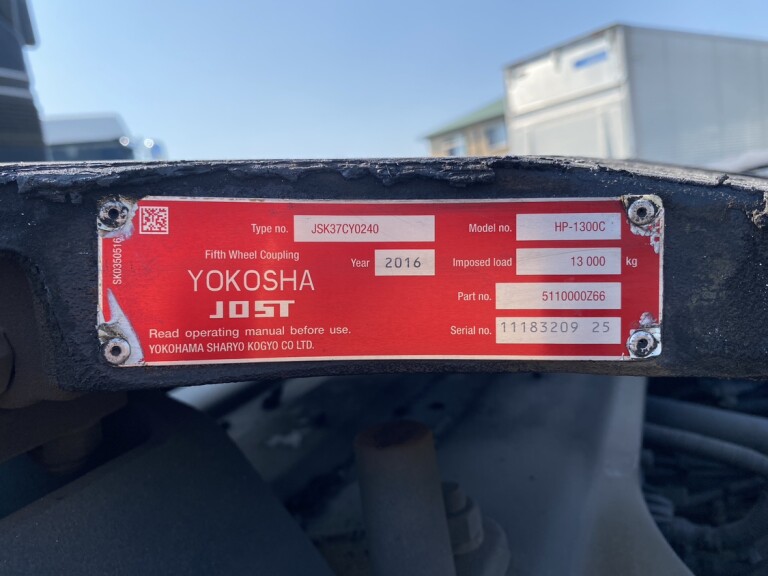 SK0350516
Type no. JSK37CY0240 Model no. HP-1300C
Fifth Wheel Coupling Year 2016 Imposed load 13 000 kg
YOKOSHA
JOST
Part no. 5110000Z66
Read operating manual before use. Serial no. 11183209 25
YOKOHAMA SHARYO KOGYO CO LTD.